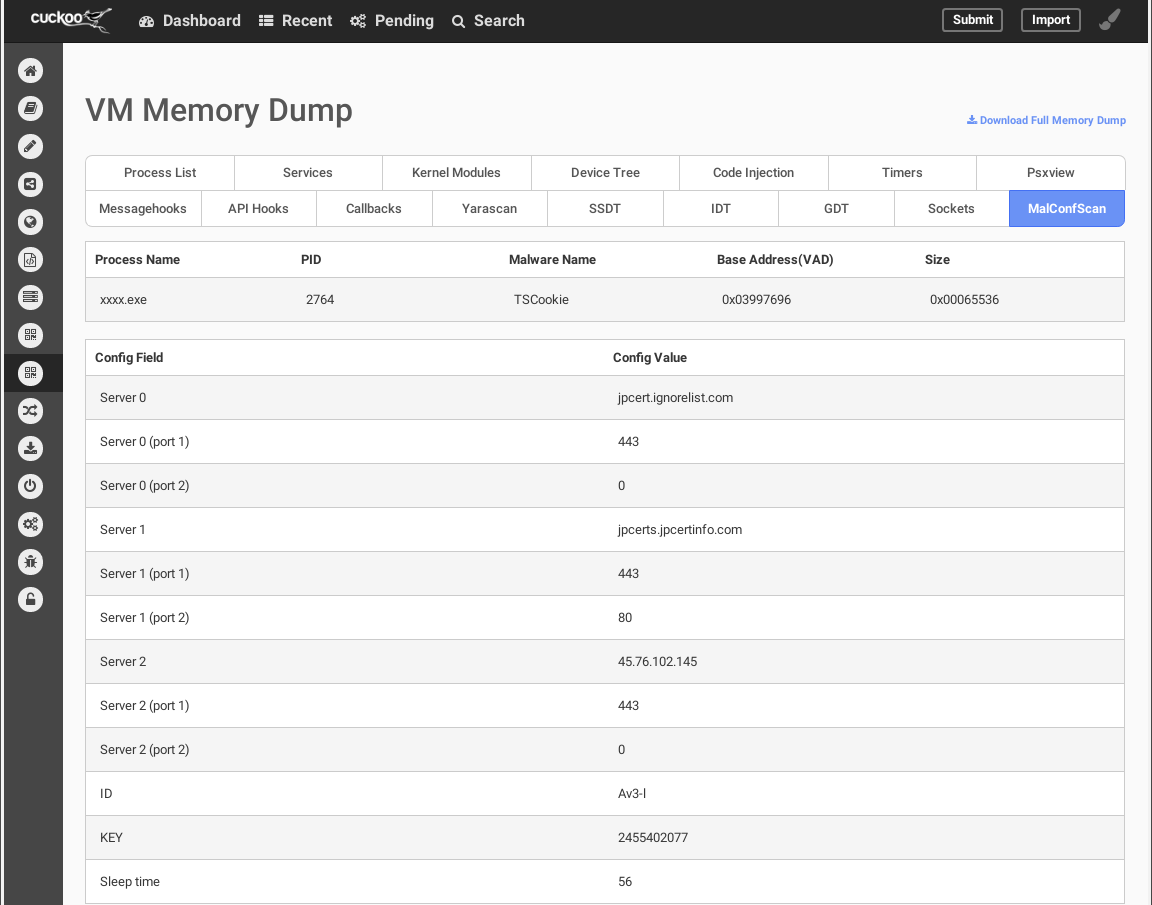 cuckoo Dashboard Recent Pending Search Submit Import
VM Memory Dump
Download Full Memory Dump
Process List Services Kernel Modules Device Tree Code Injection Timers Psxview
Messagehooks API Hooks Callbacks Yarascan SSDT IDT GDT Sockets MalConfScan
Process Name PID Malware Name Base Address(VAD) Size
xxxx.exe 2764 TSCookie 0x03997696 0x00065536
Config Field Config Value
Server 0 jpcert.ignorelist.com
Server 0 (port 1) 443
Server 0 (port 2) 0
Server 1 jpcerts.jpcertinfo.com
Server 1 (port 1) 443
Server 1 (port 2) 80
Server 2 45.76.102.145
Server 2 (port 1) 443
Server 2 (port 2) 0
ID Av3-I
KEY 2455402077
Sleep time 56